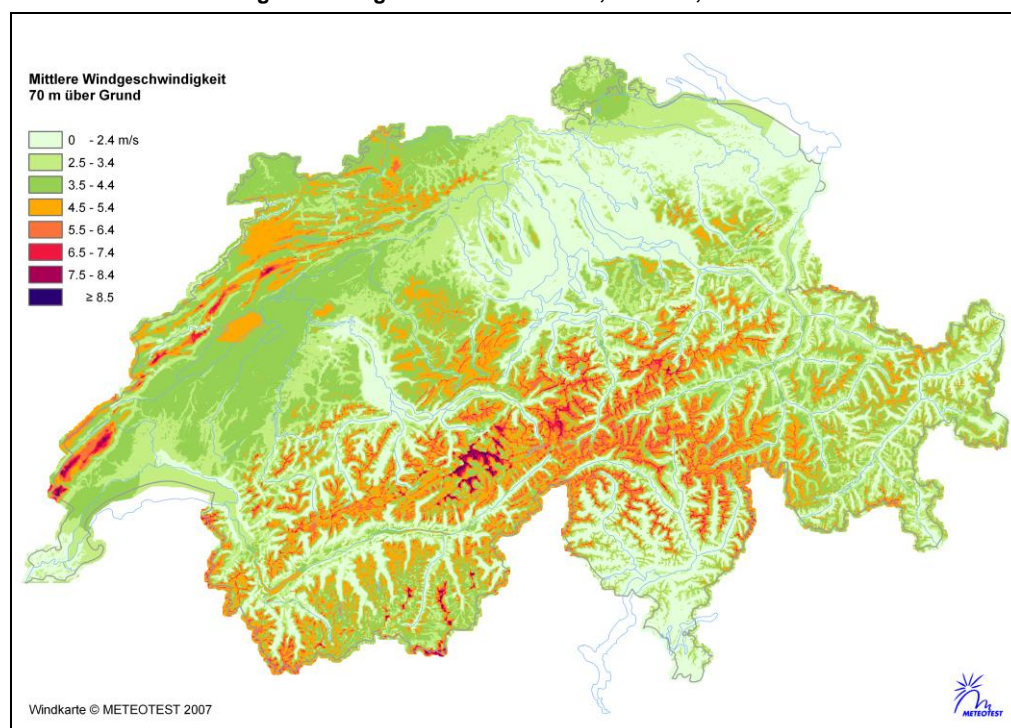 Mittlere Windgeschwindigkeit
70 m über Grund
0 - 2.4 m/s
2.5 - 3.4
3.5 - 4.4
4.5 - 5.4
5.5 - 6.4
6.5 - 7.4
7.5 - 8.4
≥ 8.5
Windkarte © METEOTEST 2007
METEOTEST